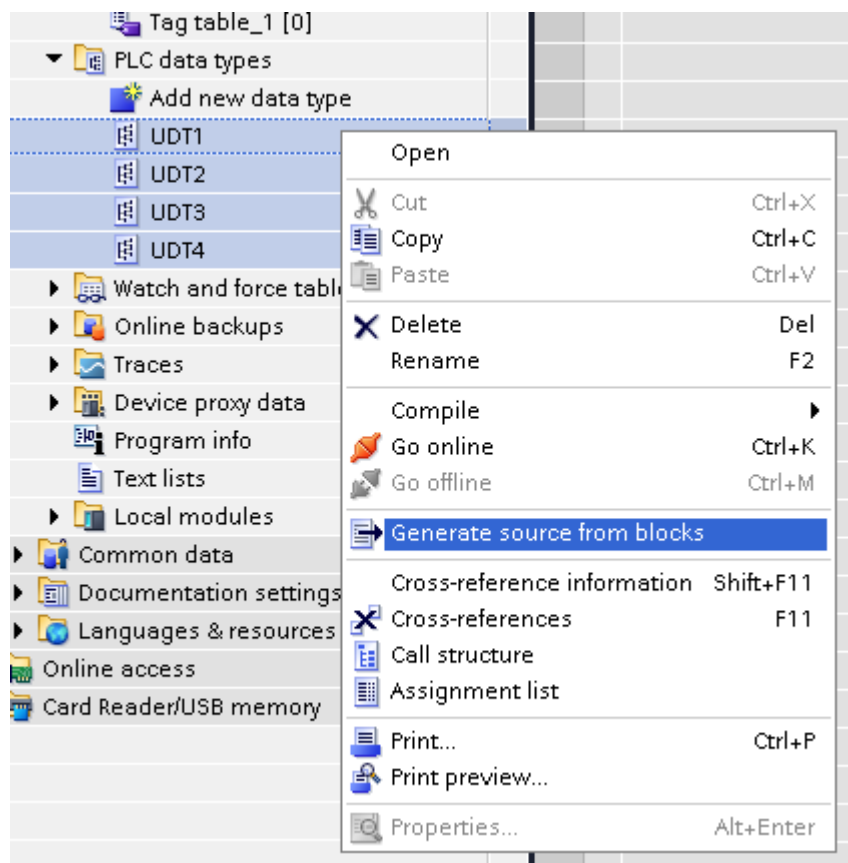 Tag table_1 [0]
PLC data types
Add new data type
UDT1
UDT2
UDT3
UDT4
Watch and force tabl
Online backups
Traces
Device proxy data
Program info
Text lists
Local modules
Common data
Documentation settings
Languages & resources
Online access
Card Reader/USB memory
Open
Cut Ctrl+X
Copy Ctrl+C
Paste Ctrl+V
Delete Del
Rename F2
Compile
Go online Ctrl+K
Go offline Ctrl+M
Generate source from blocks
Cross-reference information Shift+F11
Cross-references F11
Call structure
Assignment list
Print... Ctrl+P
Print preview...
Properties... Alt+Enter